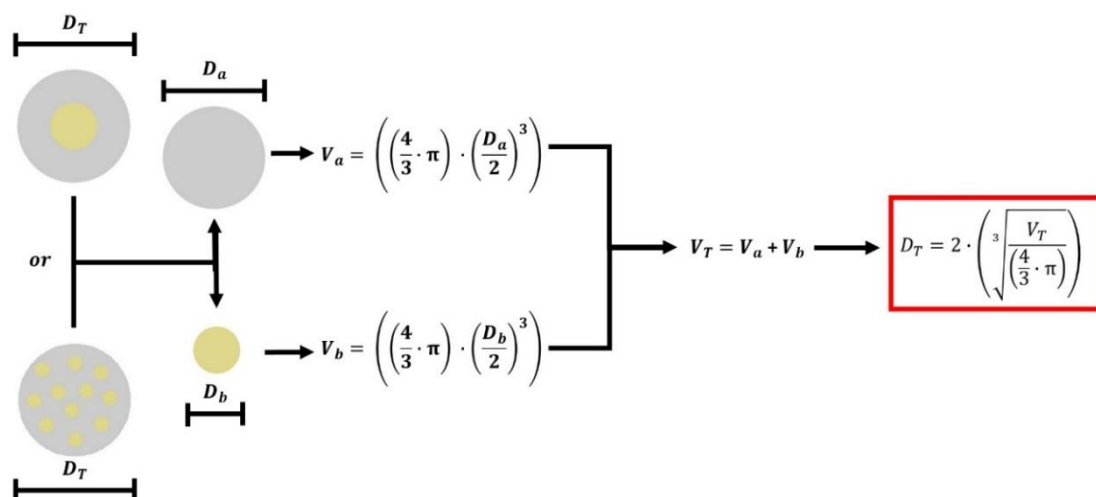 D_T
D_a
V_a = ((4/3 · π) · (D_a/2)^3)
or
V_T = V_a + V_b
D_T = 2 · (∛(V_T/(4/3 · π)))
V_b = ((4/3 · π) · (D_b/2)^3)
D_b
D_T